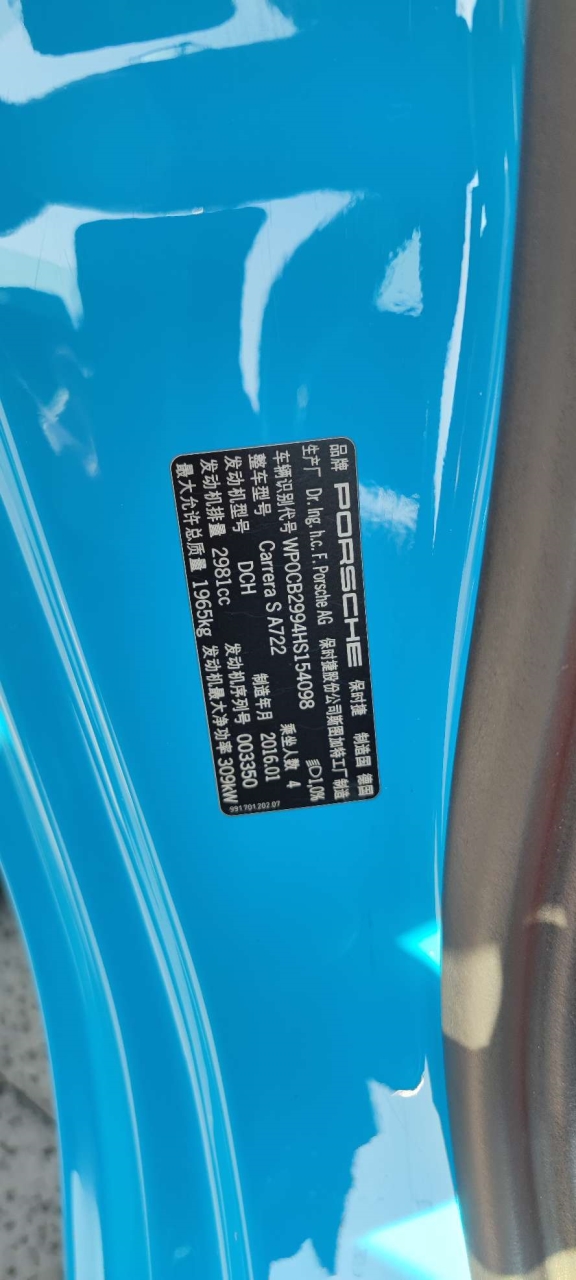 品牌 PORSCHE 保时捷 制造国 德国
生产厂 Dr. Ing. h.c. F. Porsche AG 保时捷股份公司斯图加特工厂制造
车辆识别代号 WP0CB2994HS154098 1,0%
整车型号 Carrera S A722 乘坐人数 4
发动机型号 DCH 制造年月 2016.01
发动机排量 2981cc 发动机序列号 003350
最大允许总质量 1965kg 发动机最大净功率 309kW
991 701 202 07